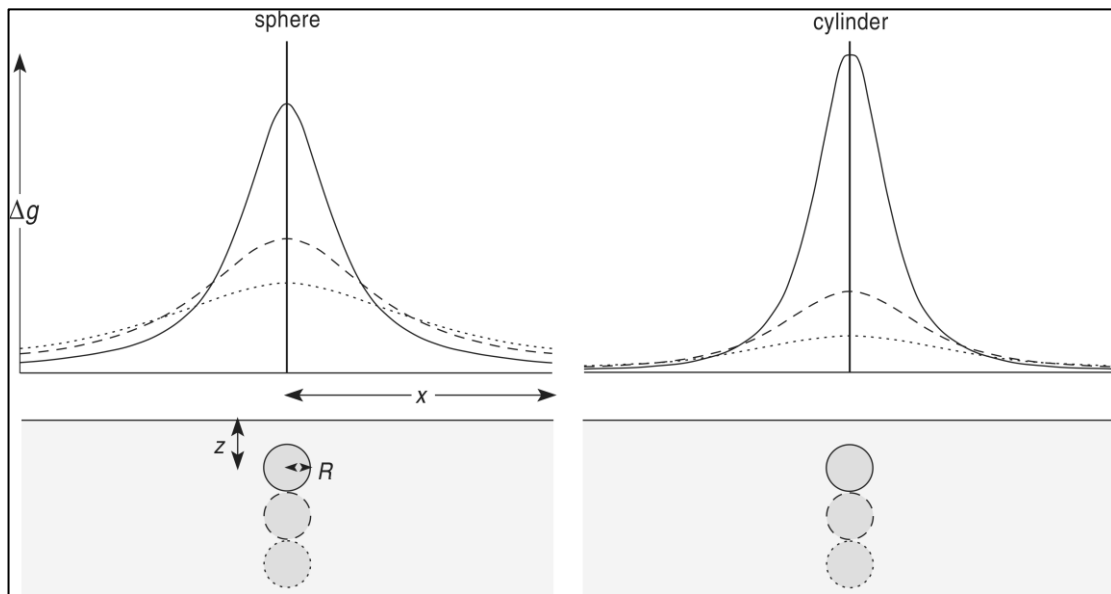 sphere
cylinder
Δg
x
z
R